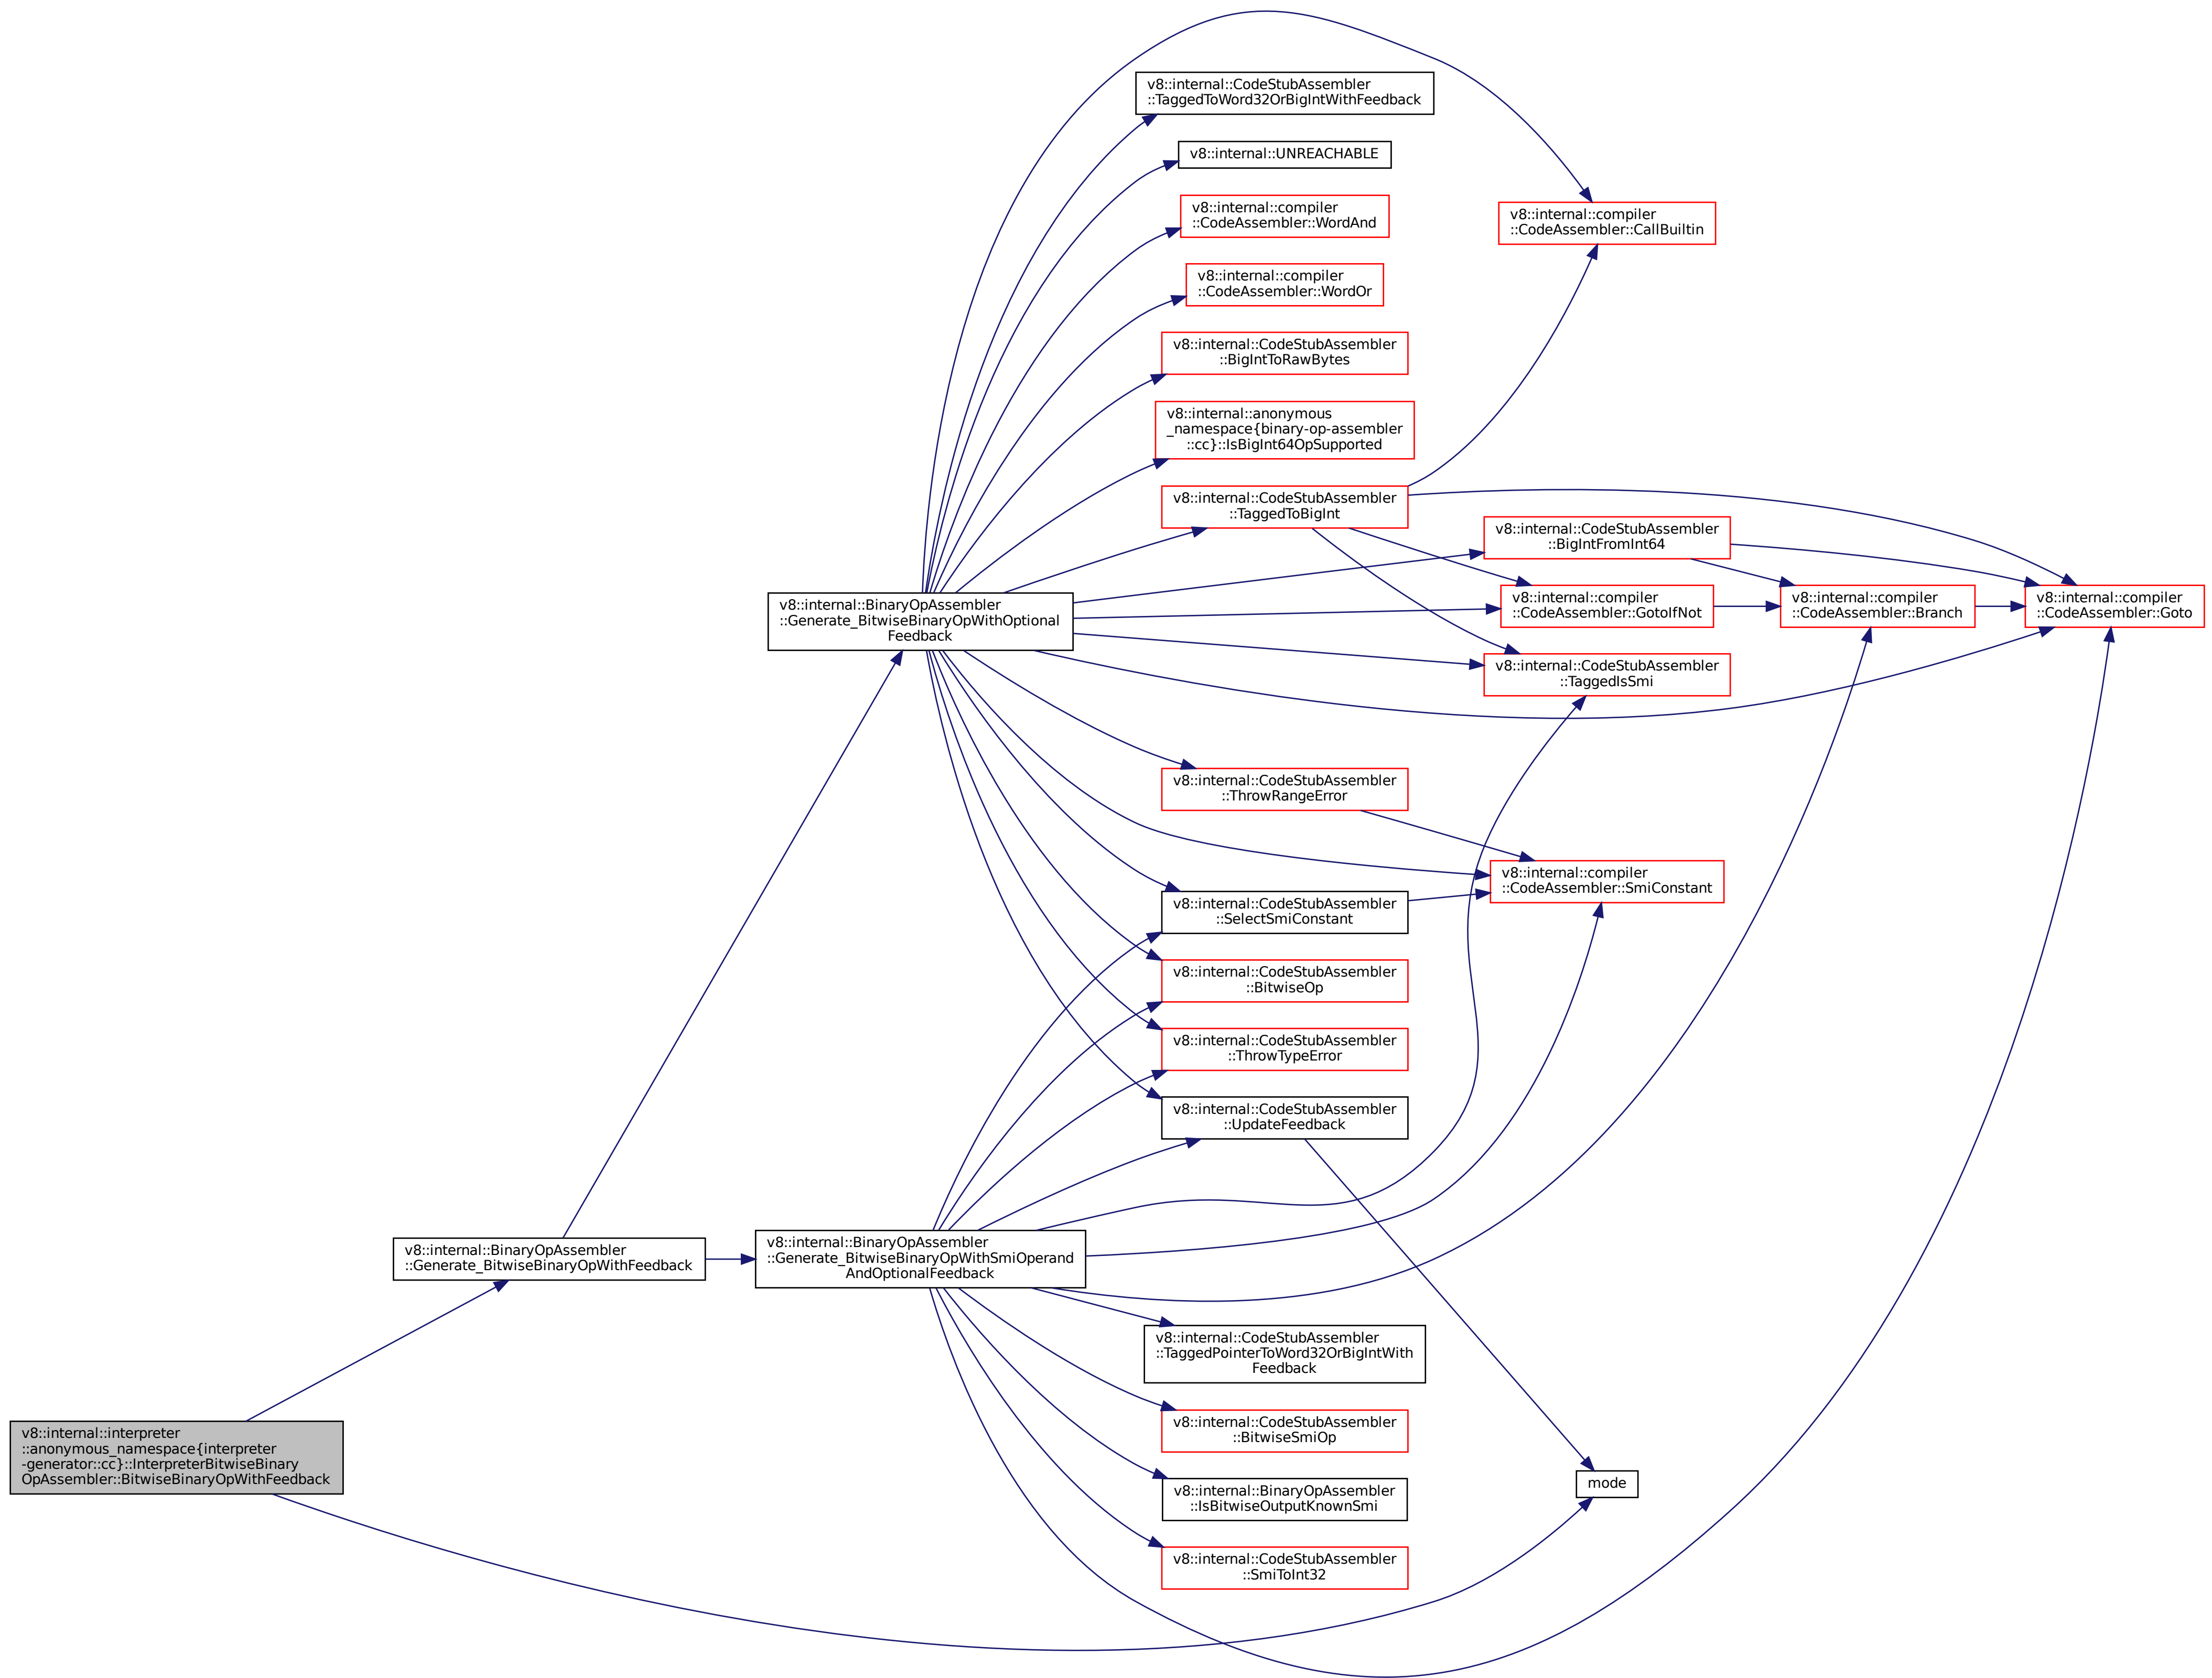 v8::internal::CodeStubAssembler
::TaggedToWord32OrBigIntWithFeedback
v8::internal::UNREACHABLE
v8::internal::compiler
::CodeAssembler::WordAnd
v8::internal::compiler
::CodeAssembler::CallBuiltin
v8::internal::compiler
::CodeAssembler::WordOr
v8::internal::CodeStubAssembler
::BigIntToRawBytes
v8::internal::anonymous
_namespace{binary-op-assembler
::cc}::IsBigInt64OpSupported
v8::internal::CodeStubAssembler
::TaggedToBigInt
v8::internal::CodeStubAssembler
::BigIntFromInt64
v8::internal::BinaryOpAssembler
::Generate_BitwiseBinaryOpWithOptional
Feedback
v8::internal::compiler
::CodeAssembler::GotoIfNot
v8::internal::compiler
::CodeAssembler::Branch
v8::internal::compiler
::CodeAssembler::Goto
v8::internal::CodeStubAssembler
::TaggedIsSmi
v8::internal::CodeStubAssembler
::ThrowRangeError
v8::internal::compiler
::CodeAssembler::SmiConstant
v8::internal::CodeStubAssembler
::SelectSmiConstant
v8::internal::CodeStubAssembler
::BitwiseOp
v8::internal::CodeStubAssembler
::ThrowTypeError
v8::internal::CodeStubAssembler
::UpdateFeedback
v8::internal::BinaryOpAssembler
::Generate_BitwiseBinaryOpWithFeedback
v8::internal::BinaryOpAssembler
::Generate_BitwiseBinaryOpWithSmiOperand
AndOptionalFeedback
v8::internal::CodeStubAssembler
::TaggedPointerToWord32OrBigIntWith
Feedback
v8::internal::CodeStubAssembler
::BitwiseSmiOp
v8::internal::interpreter
::anonymous_namespace{interpreter
-generator::cc}::InterpreterBitwiseBinary
OpAssembler::BitwiseBinaryOpWithFeedback
mode
v8::internal::BinaryOpAssembler
::IsBitwiseOutputKnownSmi
v8::internal::CodeStubAssembler
::SmiToInt32